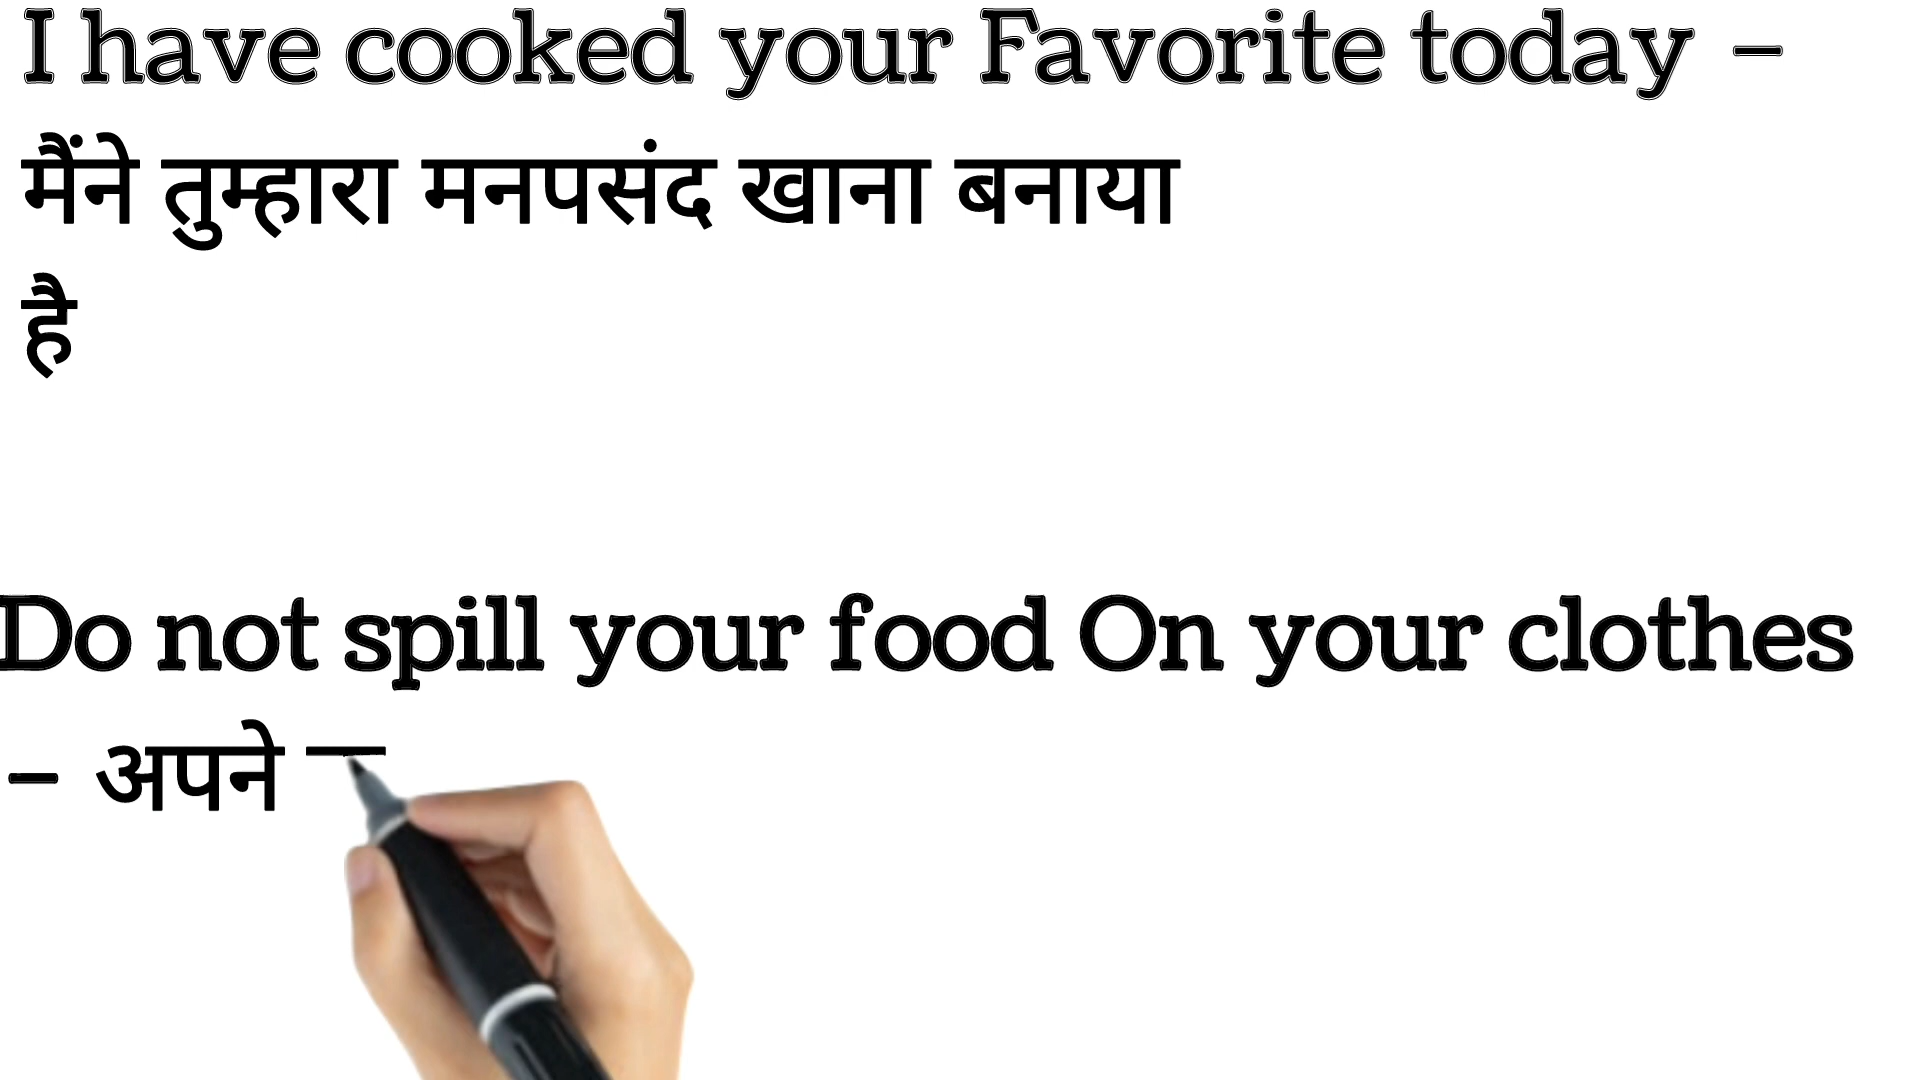 I have cooked your Favorite today –
मैंने तुम्हारा मनपसंद खाना बनाया
है
Do not spill your food On your clothes
– अपने